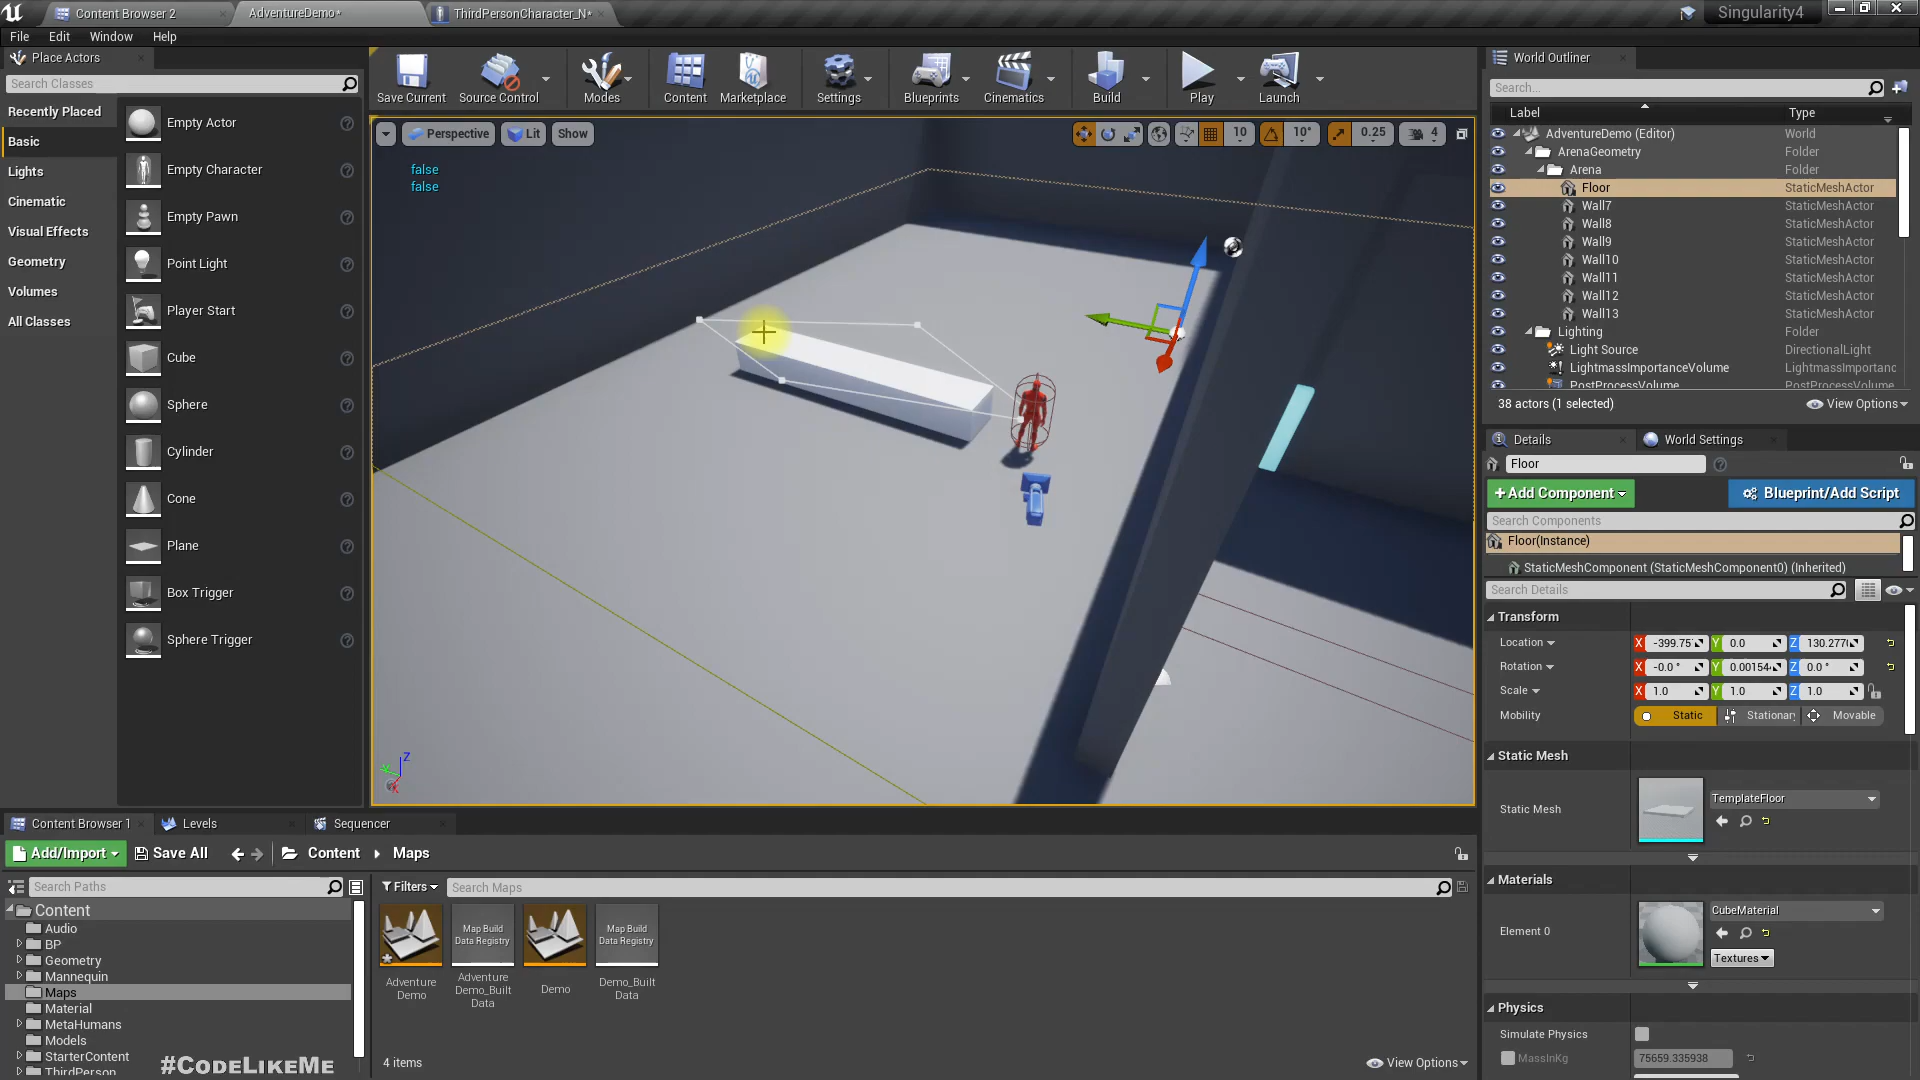 Content Browser 2
AdventureDemo*
ThirdPersonCharacter_N*
Singularity4
File
Edit
Window
Help
Place Actors
Search Classes
Recently Placed
Basic
Lights
Cinematic
Visual Effects
Geometry
Volumes
All Classes
Empty Actor
Empty Character
Empty Pawn
Point Light
Player Start
Cube
Sphere
Cylinder
Cone
Plane
Box Trigger
Sphere Trigger
Save Current
Source Control
Modes
Content
Marketplace
Settings
Blueprints
Cinematics
Build
Play
Launch
Perspective
Lit
Show
10
10°
0.25
4
false
false
Z
Y
X
World Outliner
Search...
Label
Type
AdventureDemo (Editor)
World
ArenaGeometry
Folder
Arena
Folder
Floor
StaticMeshActor
Wall7
StaticMeshActor
Wall8
StaticMeshActor
Wall9
StaticMeshActor
Wall10
StaticMeshActor
Wall11
StaticMeshActor
Wall12
StaticMeshActor
Wall13
StaticMeshActor
Lighting
Folder
Light Source
DirectionalLight
LightmassImportanceVolume
LightmassImportanc
PostProcessVolume
38 actors (1 selected)
View Options
Details
World Settings
Floor
+Add Component
Blueprint/Add Script
Search Components
Floor(Instance)
StaticMeshComponent (StaticMeshComponent0) (Inherited)
Search Details
Transform
Location
X
-399.75
Y
0.0
Z
130.277
Rotation
X
-0.0 °
Y
0.00154
Z
0.0 °
Scale
X
1.0
Y
1.0
Z
1.0
Mobility
Static
Stationar
Movable
Static Mesh
Static Mesh
TemplateFloor
Materials
Element 0
CubeMaterial
Textures
Physics
Simulate Physics
MassInKg
75659.335938
Content Browser 1
Levels
Sequencer
Add/Import
Save All
Content
Maps
Search Paths
Filters
Search Maps
Content
Audio
BP
Geometry
Mannequin
Maps
Material
MetaHumans
Models
StarterContent
ThirdPerson
#CodeLikeMe
Map Build
Data Registry
Map Build
Data Registry
Adventure
Demo
Adventure
Demo_Built
Data
Demo
Demo_Built
Data
4 items
View Options